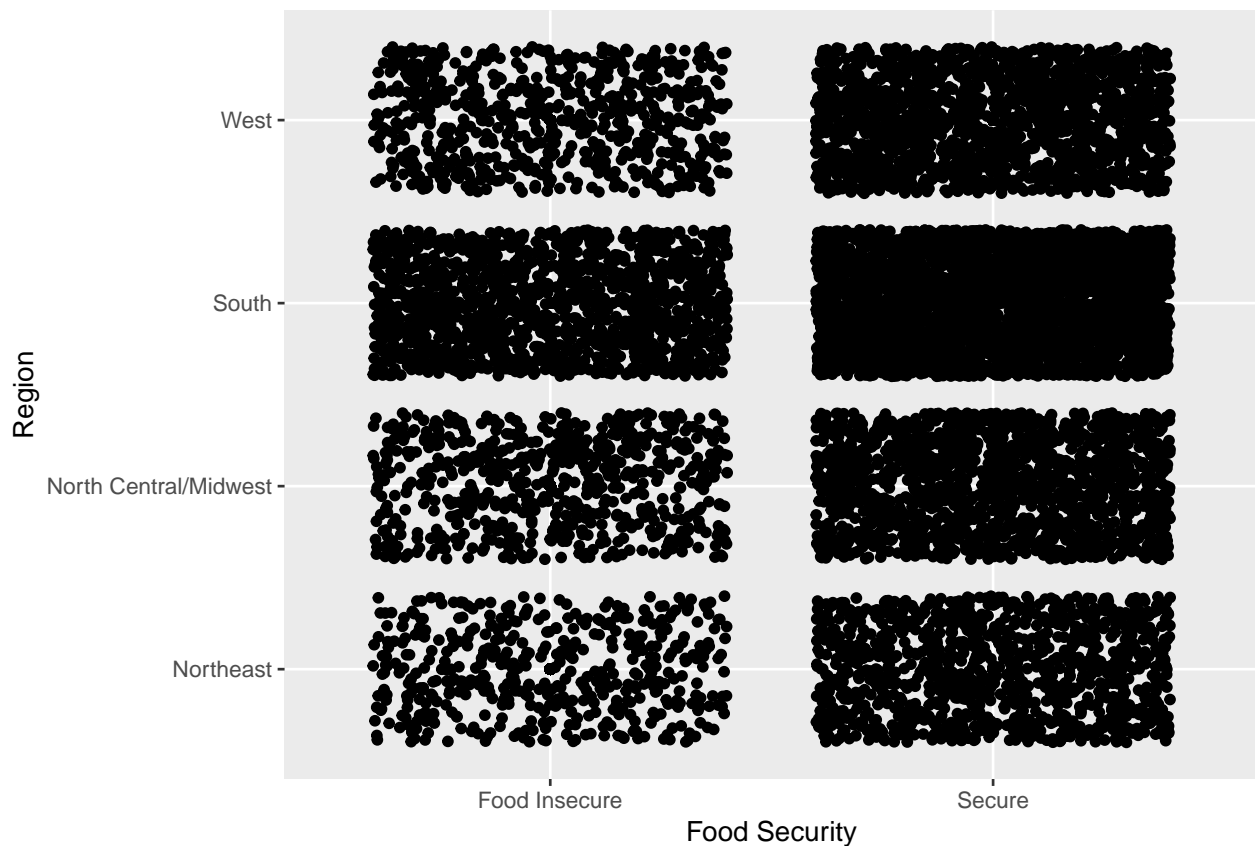 West
South
North Central/Midwest
Northeast
Region
Food Insecure
Secure
Food Security